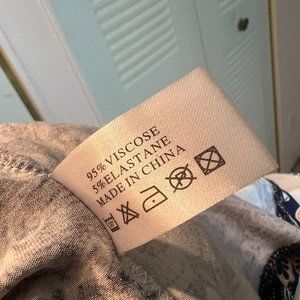 95% VISCOSE
5% ELASTANE
MADE IN CHINA